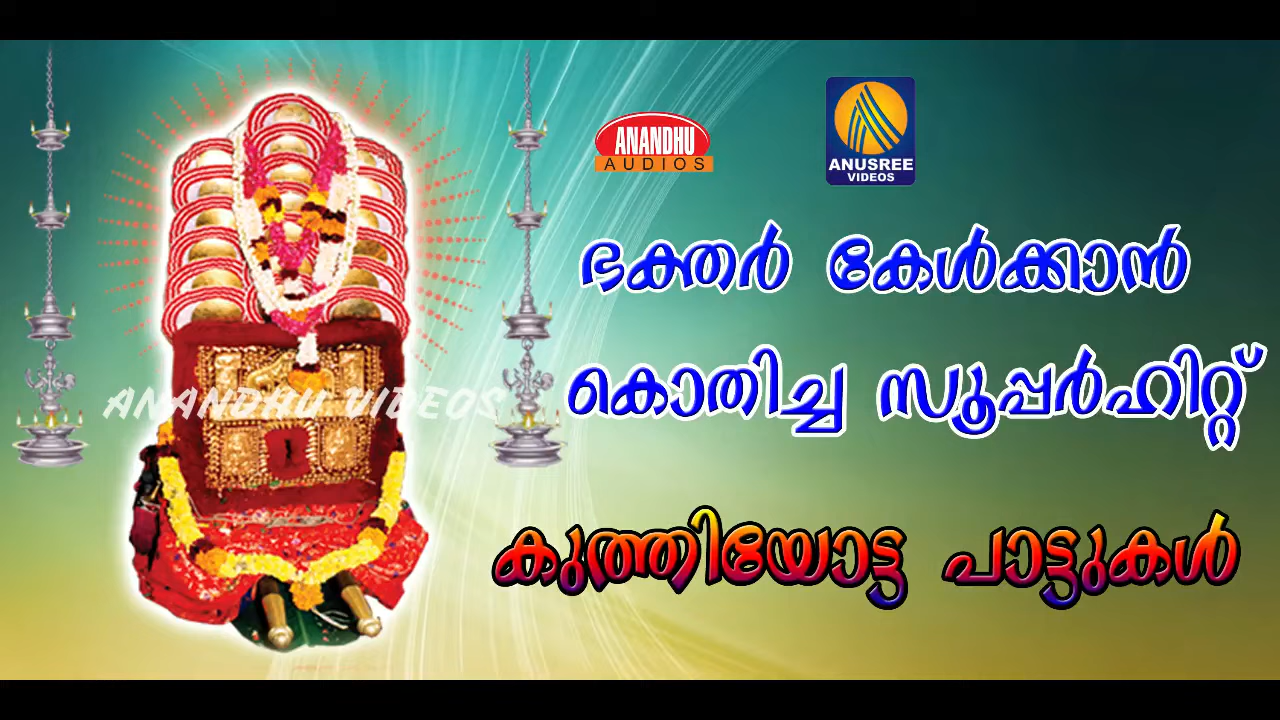 ANANDHU
AUDIOS
ANUSREE
VIDEOS
ഭക്തർ കേൾക്കാൻ
കൊതിച്ച സൂപ്പർഹിറ്റ്
ANANDHU VIDEOS
കുത്തിയോട്ട പാട്ടുകൾ